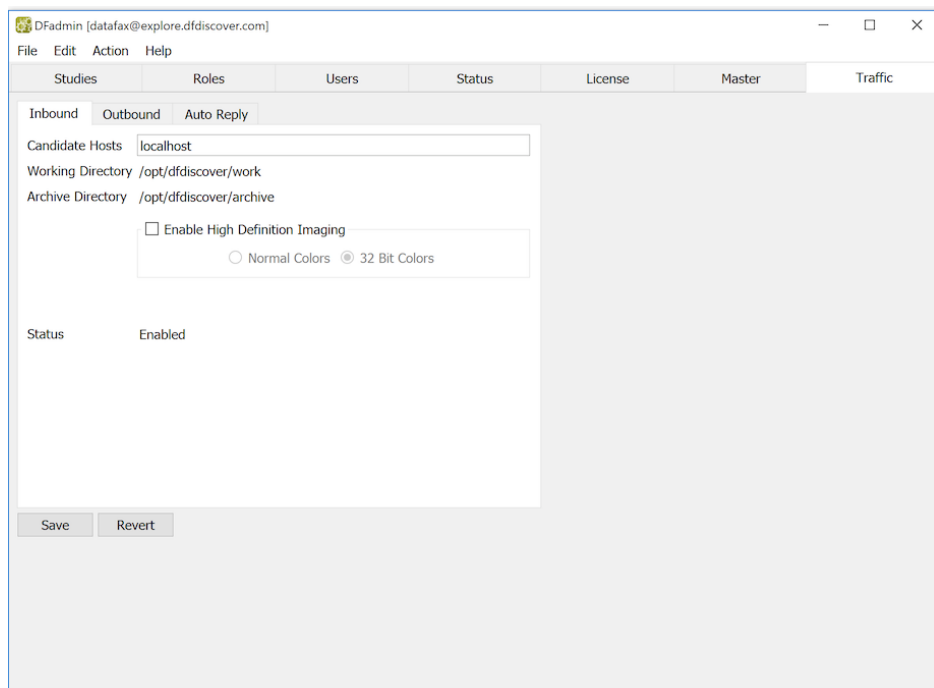 DFadmin [datafax@explore.dfdiscover.com]
File Edit Action Help
Studies Roles Users Status License Master Traffic
Inbound Outbound Auto Reply
Candidate Hosts localhost
Working Directory /opt/dfdiscover/work
Archive Directory /opt/dfdiscover/archive
Enable High Definition Imaging
Normal Colors 32 Bit Colors
Status Enabled
Save Revert